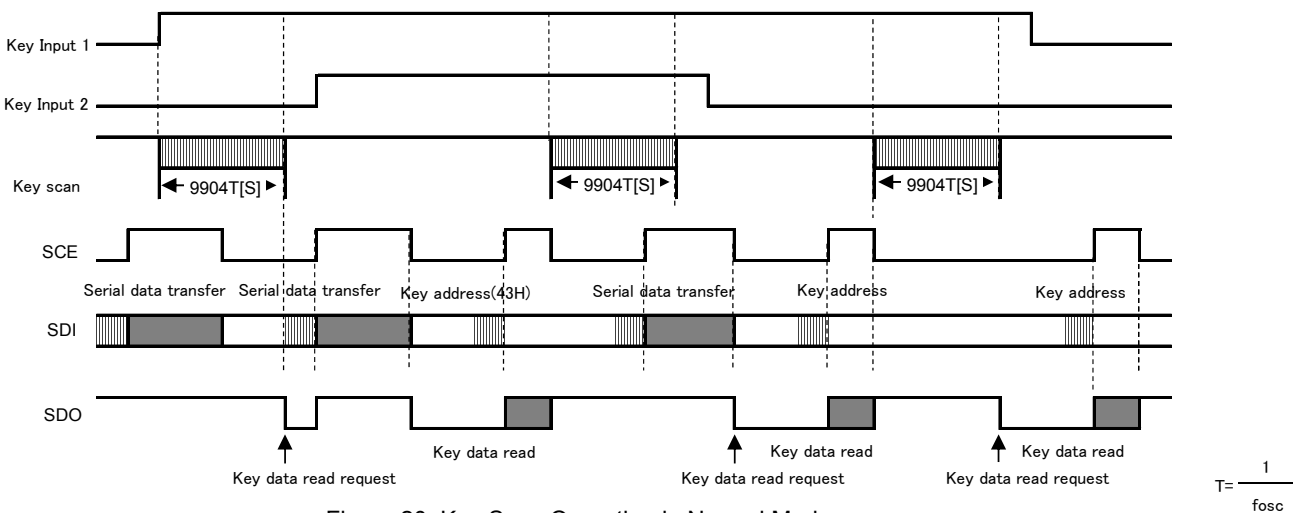 Key Input 1
Key Input 2
Key scan
9904T[S] 9904T[S] 9904T[S]
SCE
Serial data transfer Serial data transfer Key address(43H) Serial data transfer Key address Key address
SDI
SDO
Key data read Key data read Key data read
Key data read request Key data read request Key data read request
T= 1
fosc